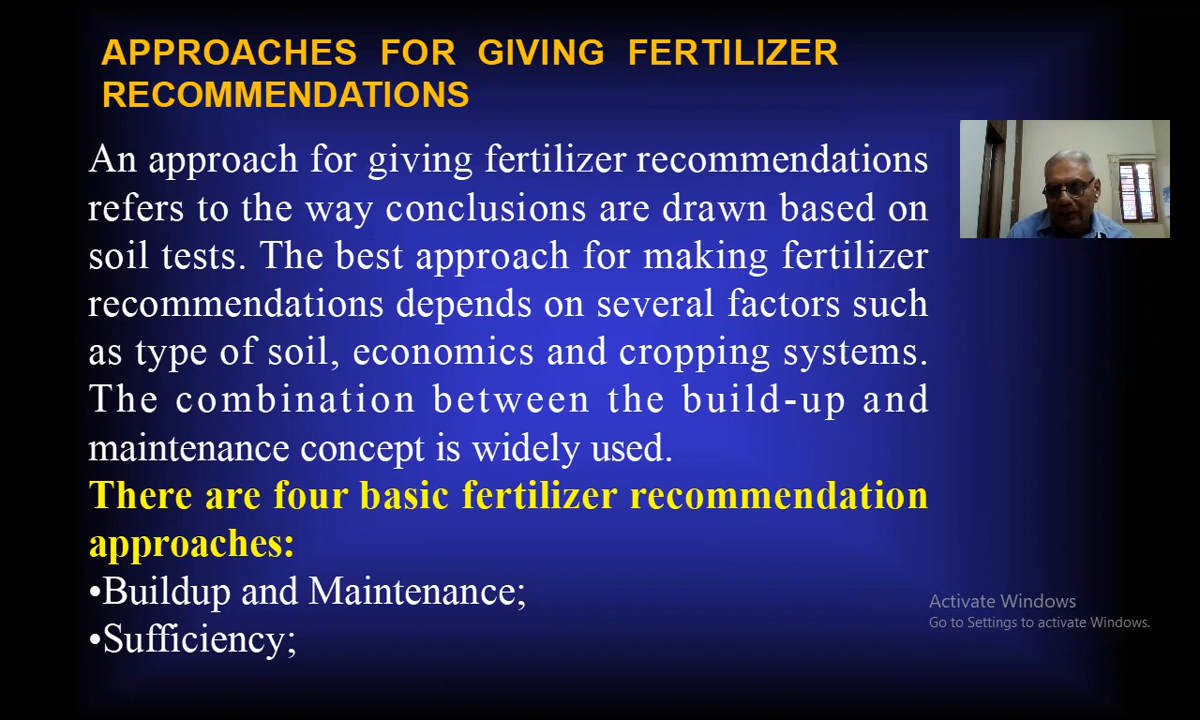 APPROACHES FOR GIVING FERTILIZER
RECOMMENDATIONS
An approach for giving fertilizer recommendations
refers to the way conclusions are drawn based on
soil tests. The best approach for making fertilizer
recommendations depends on several factors such
as type of soil, economics and cropping systems.
The combination between the build-up and
maintenance concept is widely used.
There are four basic fertilizer recommendation
approaches:
•Buildup and Maintenance;
•Sufficiency;
Activate Windows
Go to Settings to activate Windows.